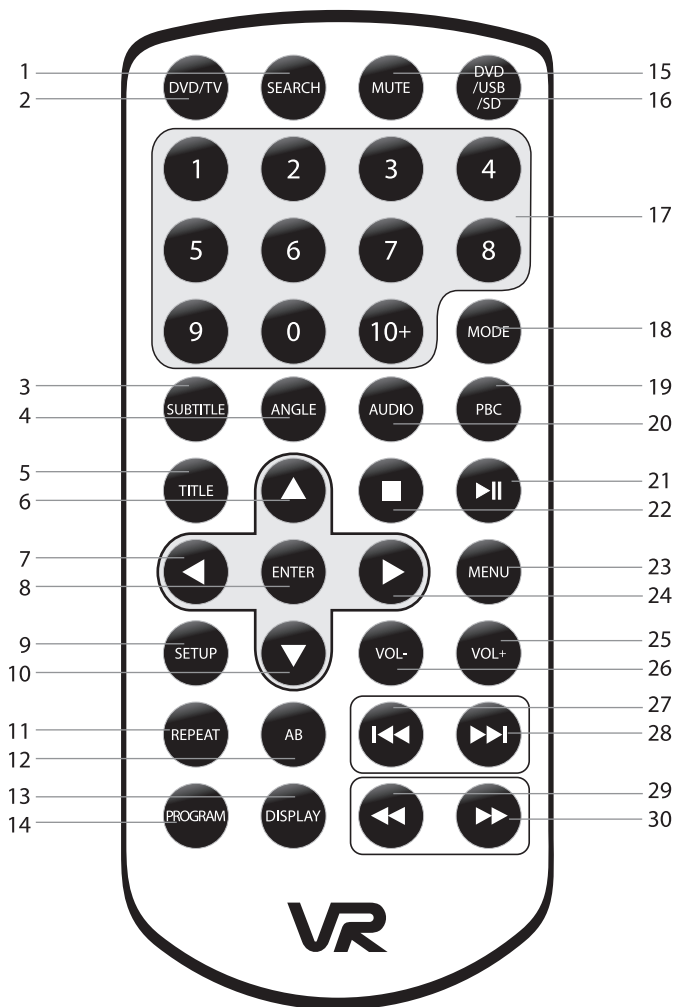 1 DVD/TV SEARCH MUTE DVD 15
2 /USB 16
/SD
1 2 3 4
17
5 6 7 8
9 0 10+ MODE 18
3 19
SUBTITLE ANGLE AUDIO PBC
4 20
5 21
TITLE
6 22
7 23
ENTER MENU
8 24
9 25
SETUP VOL- VOL+
10 26
11 27
REPEAT AB
12 28
13 29
PROGRAM DISPLAY
14 30
VR